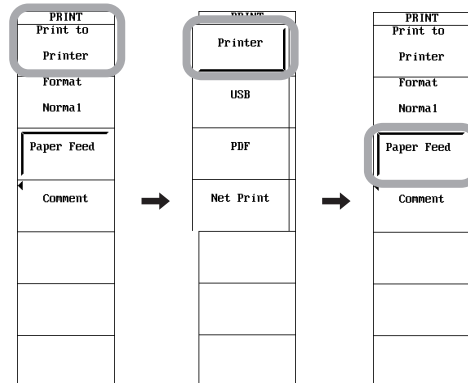 PRINT
Print to
Printer
Format
Normal
Paper Feed
Comment
PRINT
Printer
USB
PDF
Net Print
PRINT
Print to
Printer
Format
Normal
Paper Feed
Comment